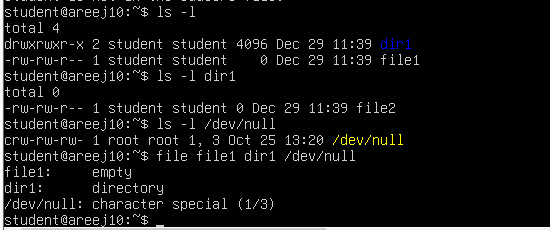 student@areej10:~$ ls -l
total 4
drwxrwxr-x 2 student student 4096 Dec 29 11:39 dir1
-rw-rw-r-- 1 student student    0 Dec 29 11:39 file1
student@areej10:~$ ls -l dir1
total 0
-rw-rw-r-- 1 student student 0 Dec 29 11:39 file2
student@areej10:~$ ls -l /dev/null
crw-rw-rw- 1 root root 1, 3 Oct 25 13:20 /dev/null
student@areej10:~$ file file1 dir1 /dev/null
file1:     empty
dir1:      directory
/dev/null: character special (1/3)
student@areej10:~$ _